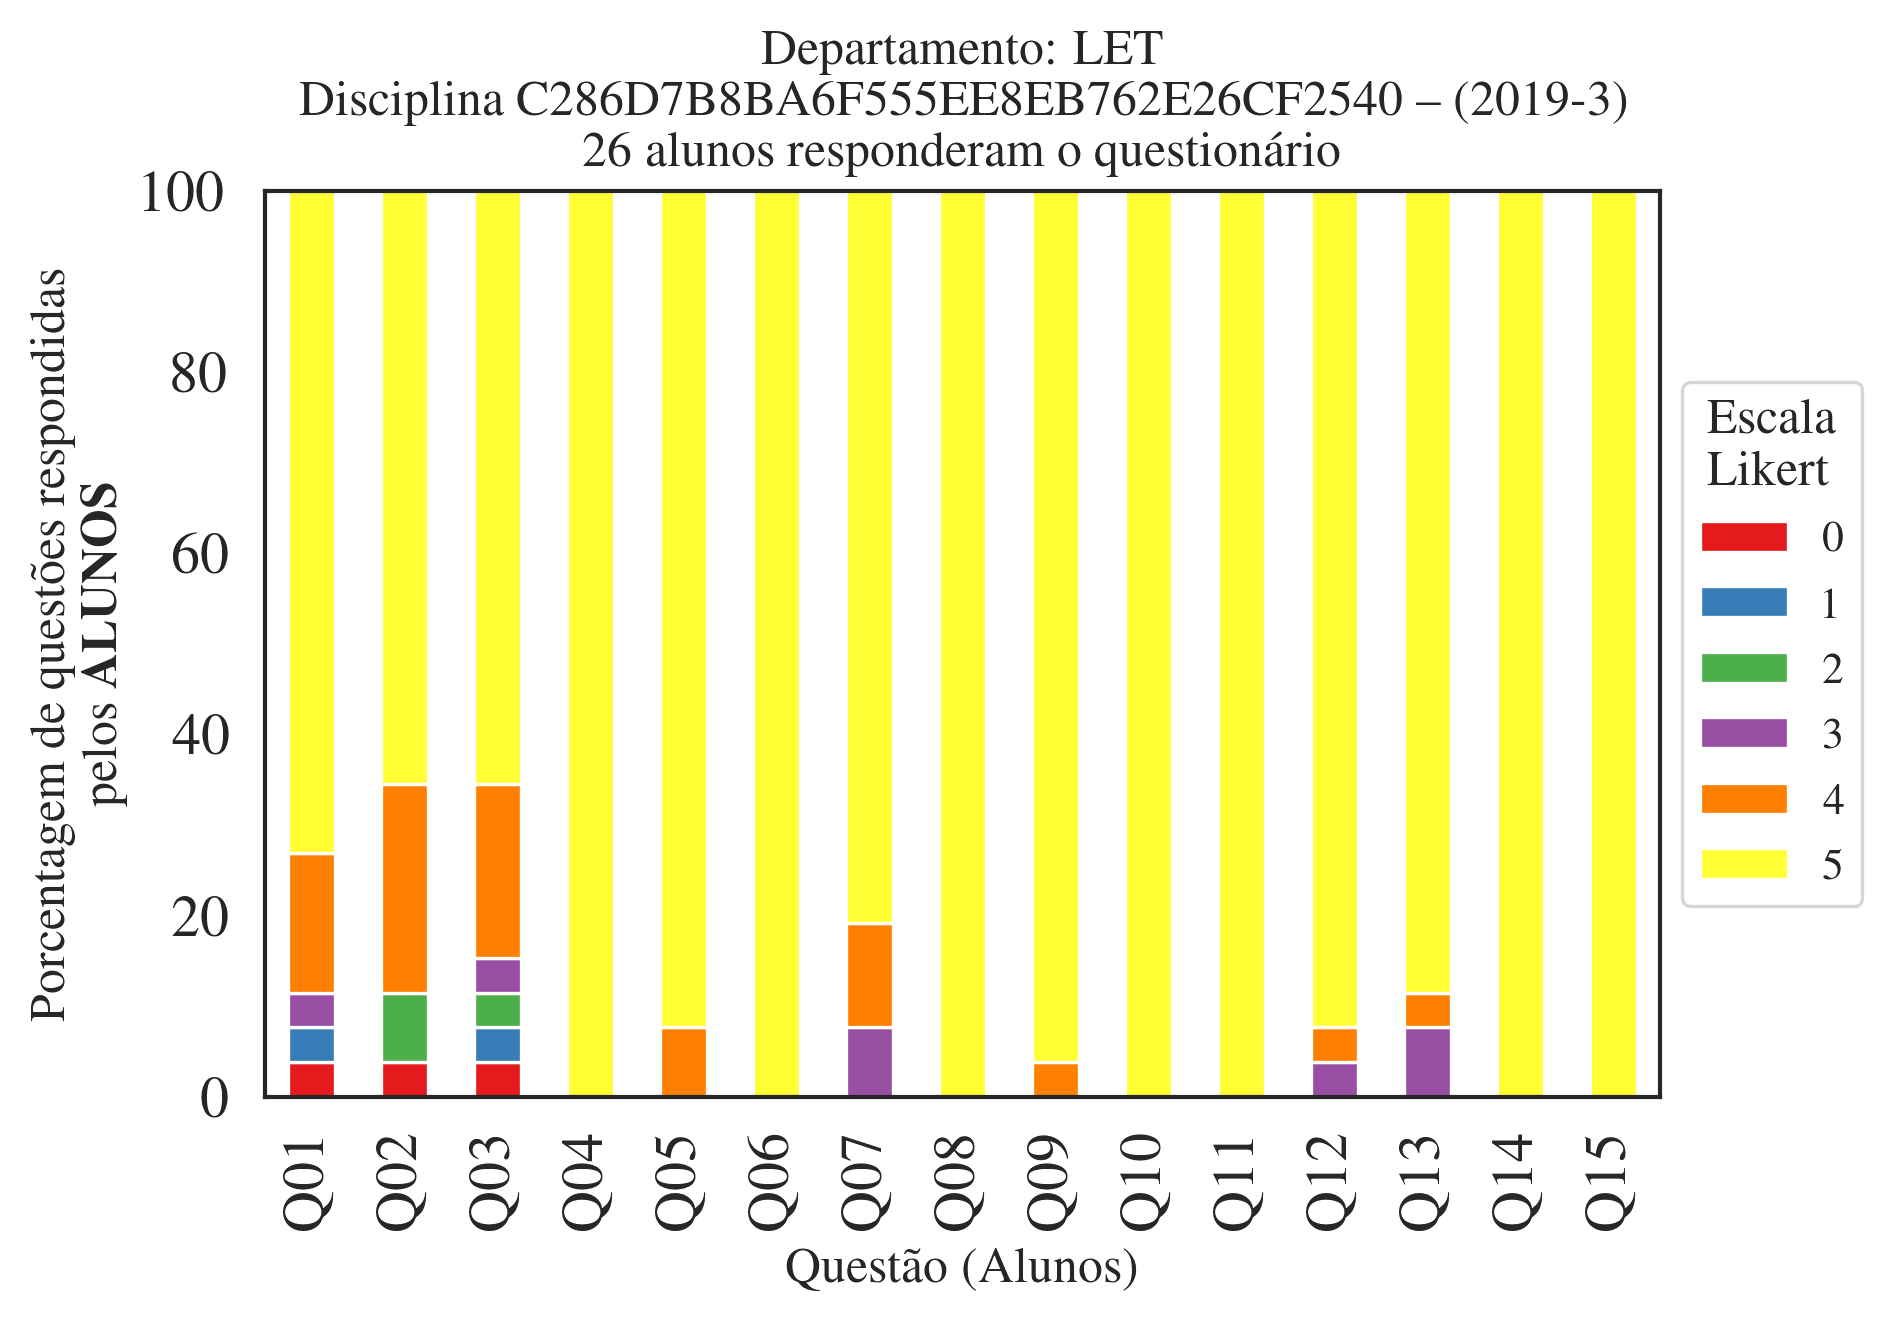 Departamento: LET
Disciplina C286D7B8BA6F555EE8EB762E26CF2540 – (2019-3)
26 alunos responderam o questionário
Porcentagem de questões respondidas
pelos ALUNOS
100
80
60
40
20
0
Q01
Q02
Q03
Q04
Q05
Q06
Q07
Q08
Q09
Q10
Q11
Q12
Q13
Q14
Q15
Questão (Alunos)
Escala
Likert
0
1
2
3
4
5